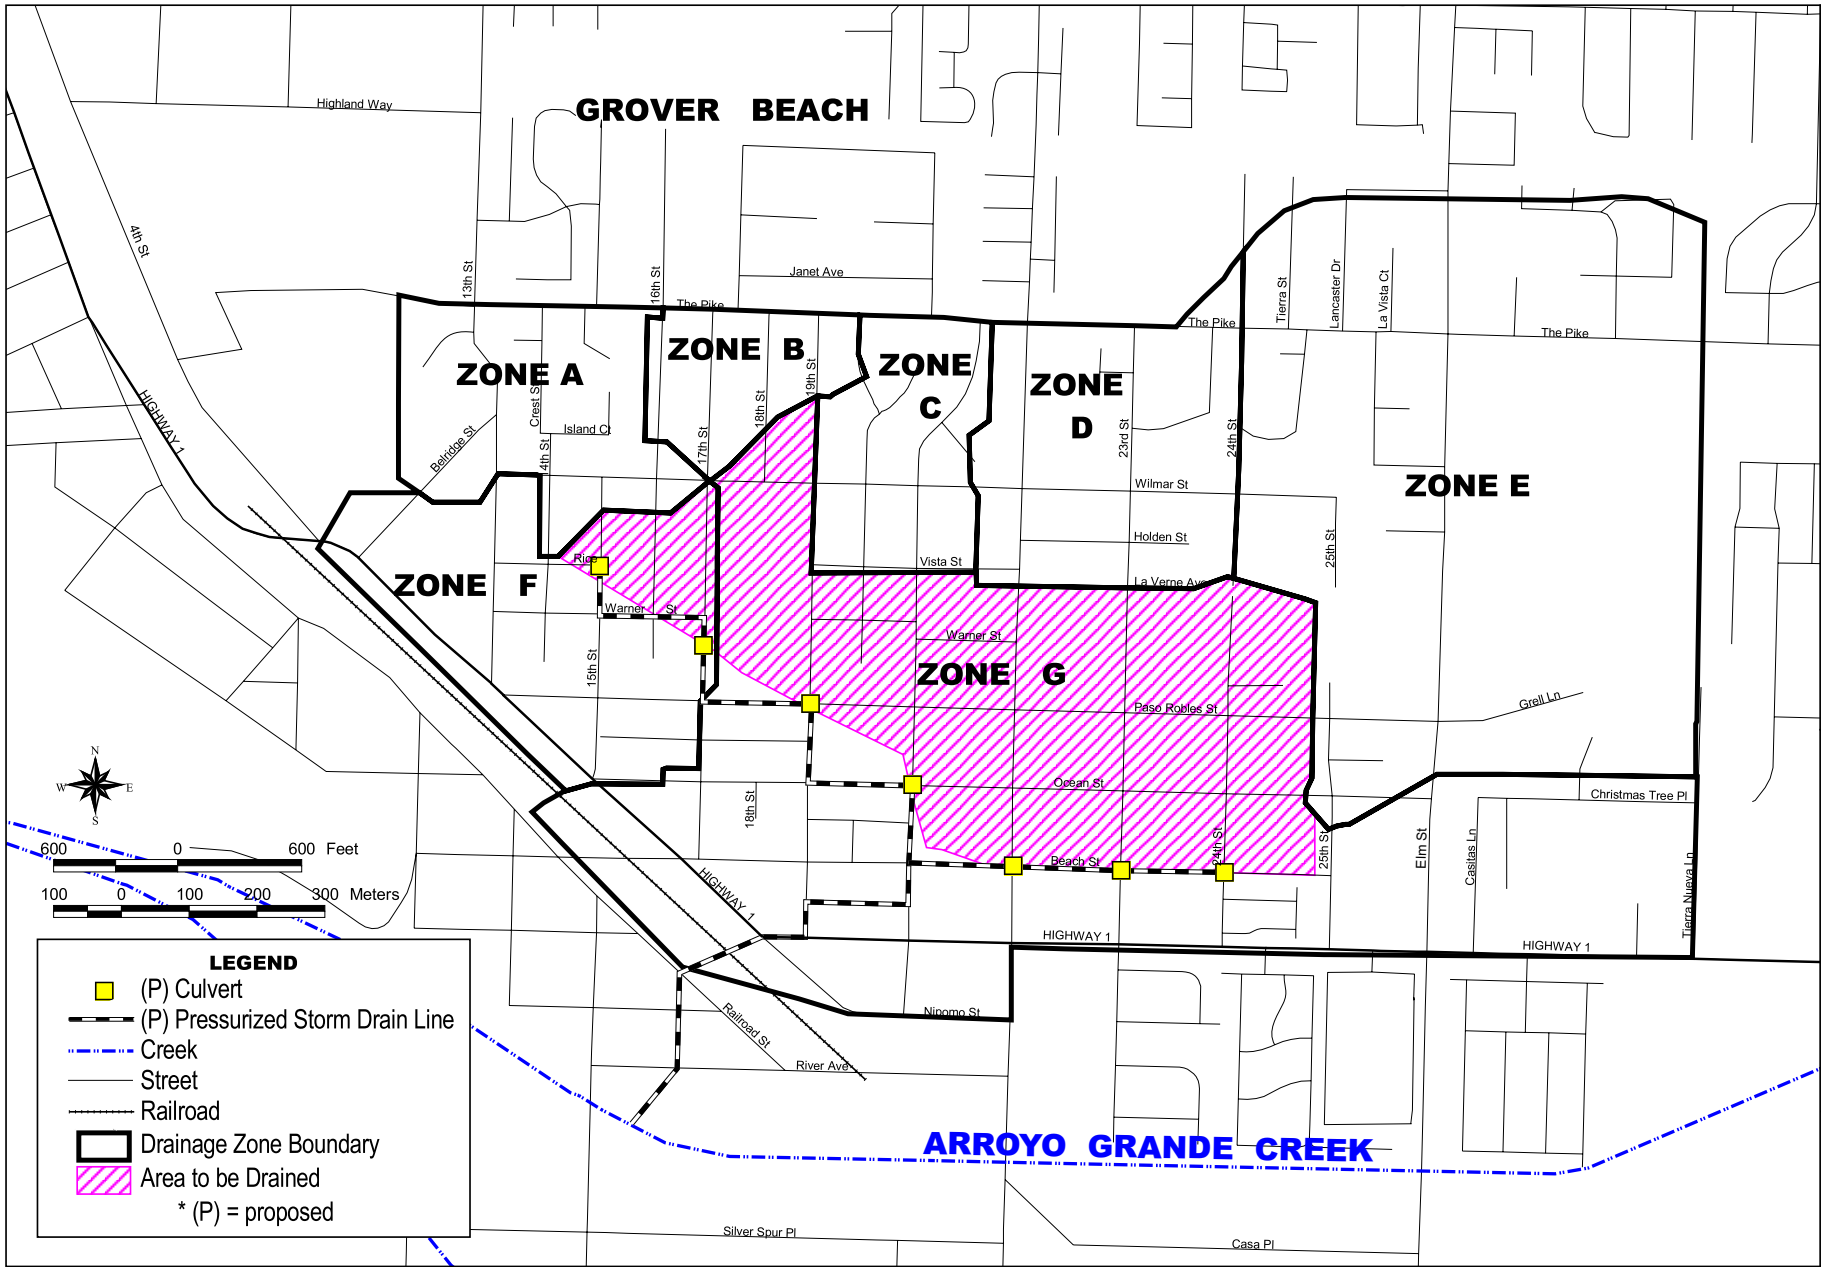 Highland Way
GROVER BEACH
4th St
13th St
16th St
Janet Ave
Tierra St
Lancaster Dr
La Vista Ct
The Pike
The Pike
The Pike
ZONE A
ZONE B
ZONE
C
ZONE
D
ZONE E
Crest St
Island Ct
Belridge St
14th St
17th St
18th St
19th St
23rd St
24th St
HIGHWAY 1
Wilmar St
Holden St
25th St
Vista St
La Verne Ave
Rice
ZONE F
Warner St
Warner St
15th St
ZONE G
Paso Robles St
Grell Ln
Ocean St
Christmas Tree Pl
18th St
24th St
25th St
Elm St
Casitas Ln
Tierra Nueva Ln
Beach St
HIGHWAY 1
HIGHWAY 1
HIGHWAY 1
Nipomo St
Railroad St
River Ave
ARROYO GRANDE CREEK
Silver Spur Pl
Casa Pl
N
W E
S
600 0 600 Feet
100 0 100 200 300 Meters
LEGEND
(P) Culvert
(P) Pressurized Storm Drain Line
Creek
Street
Railroad
Drainage Zone Boundary
Area to be Drained
* (P) = proposed